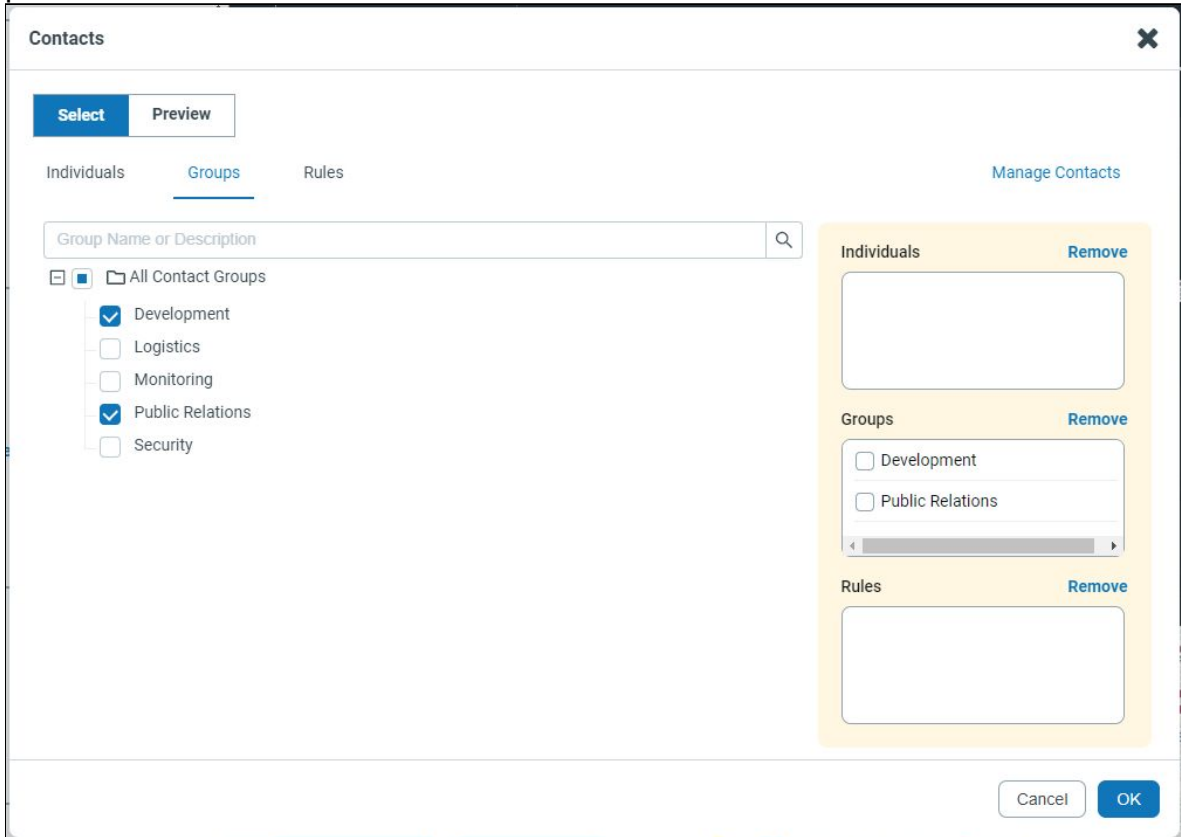 Contacts
Select Preview
Individuals Groups Rules Manage Contacts
Group Name or Description
All Contact Groups
Development
Logistics
Monitoring
Public Relations
Security
Individuals Remove
Groups Remove
Development
Public Relations
Rules Remove
Cancel OK